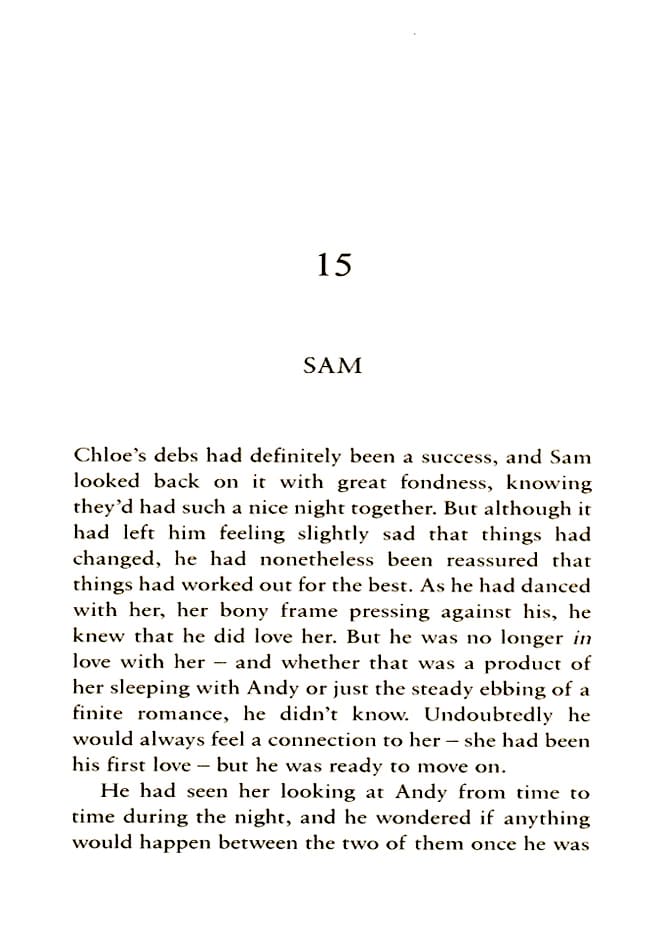 15
SAM
Chloe's debs had definitely been a success, and Sam
looked back on it with great fondness, knowing
they'd had such a nice night together. But although it
had left him feeling slightly sad that things had
changed, he had nonetheless been reassured that
things had worked out for the best. As he had danced
with her, her bony frame pressing against his, he
knew that he did love her. But he was no longer in
love with her – and whether that was a product of
her sleeping with Andy or just the steady ebbing of a
finite romance, he didn't know. Undoubtedly he
would always feel a connection to her – she had been
his first love – but he was ready to move on.
He had seen her looking at Andy from time to
time during the night, and he wondered if anything
would happen between the two of them once he was